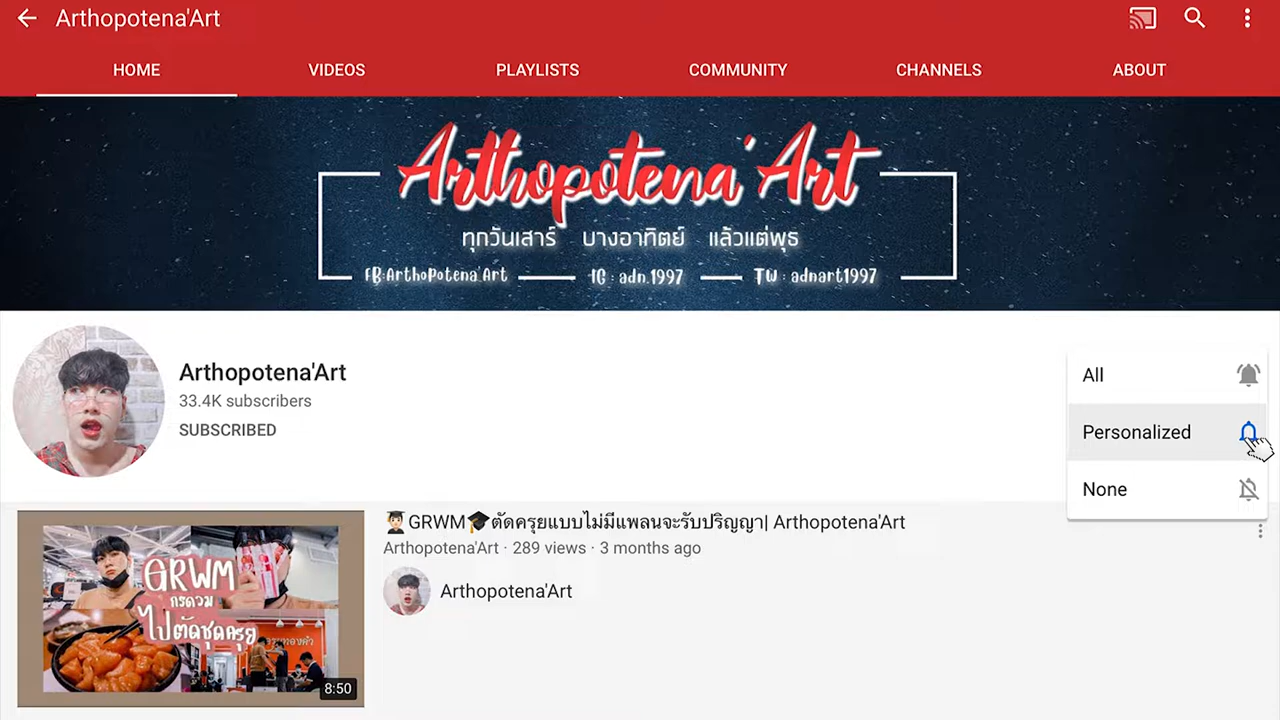 Arthopotena'Art
HOME VIDEOS PLAYLISTS COMMUNITY CHANNELS ABOUT
Arthopotena'Art
ทุกวันเสาร์ บางอาทิตย์ แล้วแต่พุธ
FB:ArthoPotena'Art IG : adn.1997 TW : adnart1997
Arthopotena'Art
33.4K subscribers
SUBSCRIBED
All
Personalized
None
GRWM ตัดครุยแบบไม่มีแพลนจะรับปริญญา| Arthopotena'Art
Arthopotena'Art · 289 views · 3 months ago
Arthopotena'Art
GRWM
กรดวม
ไปตัดชุดครุย
8:50